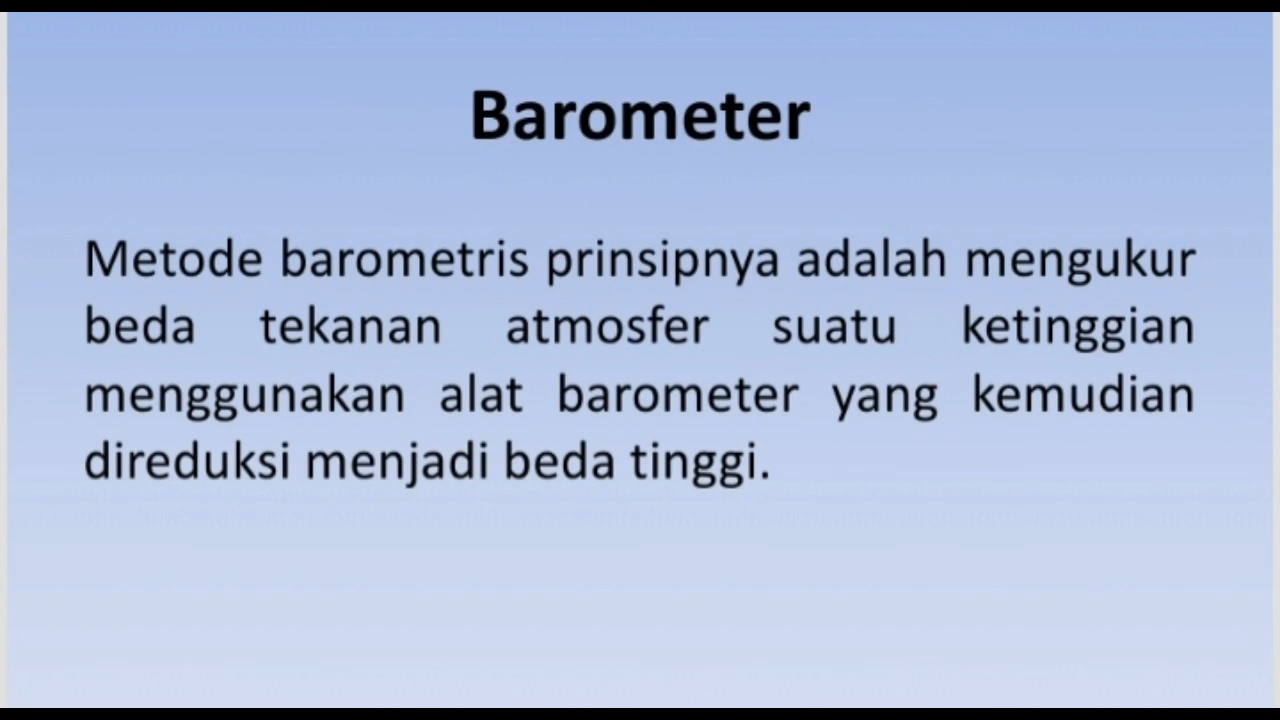 Barometer
Metode barometris prinsipnya adalah mengukur
beda tekanan atmosfer suatu ketinggian
menggunakan alat barometer yang kemudian
direduksi menjadi beda tinggi.